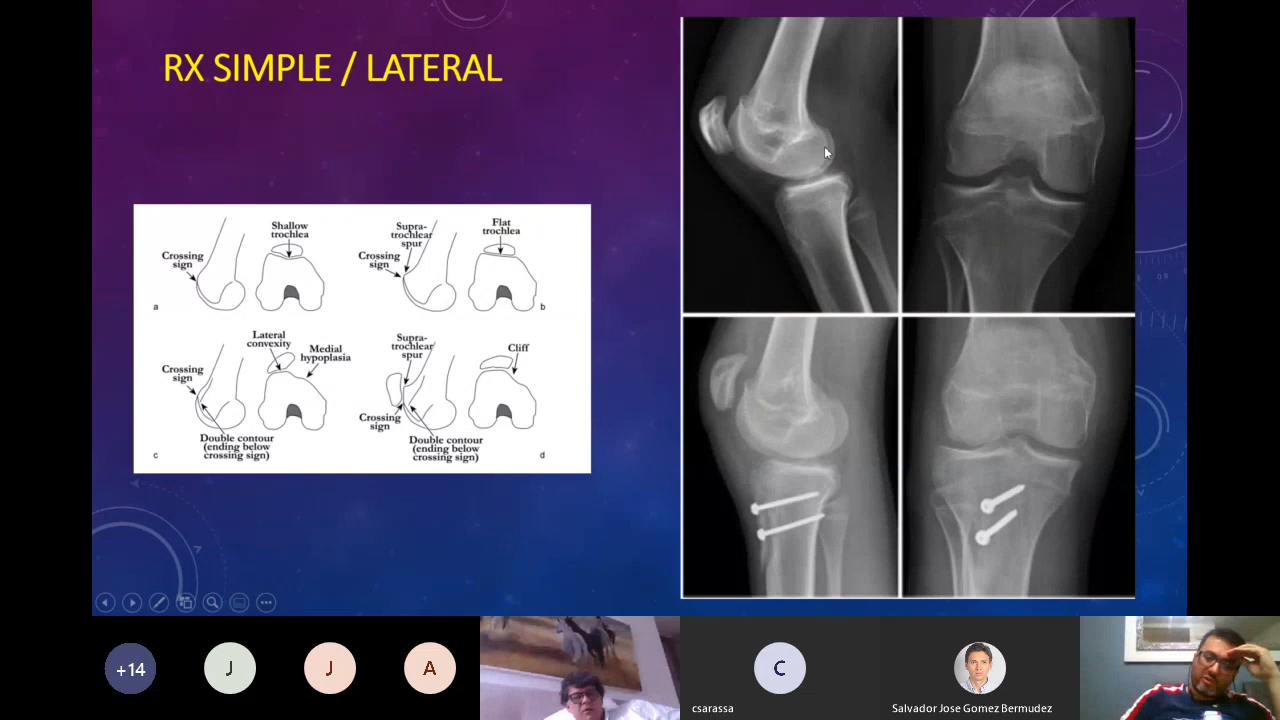 RX SIMPLE / LATERAL
Shallow
trochlea
Crossing
sign
a
Supra-
trochlear
spur
Flat
trochlea
Crossing
sign
b
Lateral
convexity
Medial
hypoplasia
Crossing
sign
Double contour
(ending below
crossing sign)
c
Supra-
trochlear
spur
Cliff
Crossing
sign
Double contour
(ending below
crossing sign)
d
+14
J
J
A
C
csarassa
Salvador Jose Gomez Bermudez